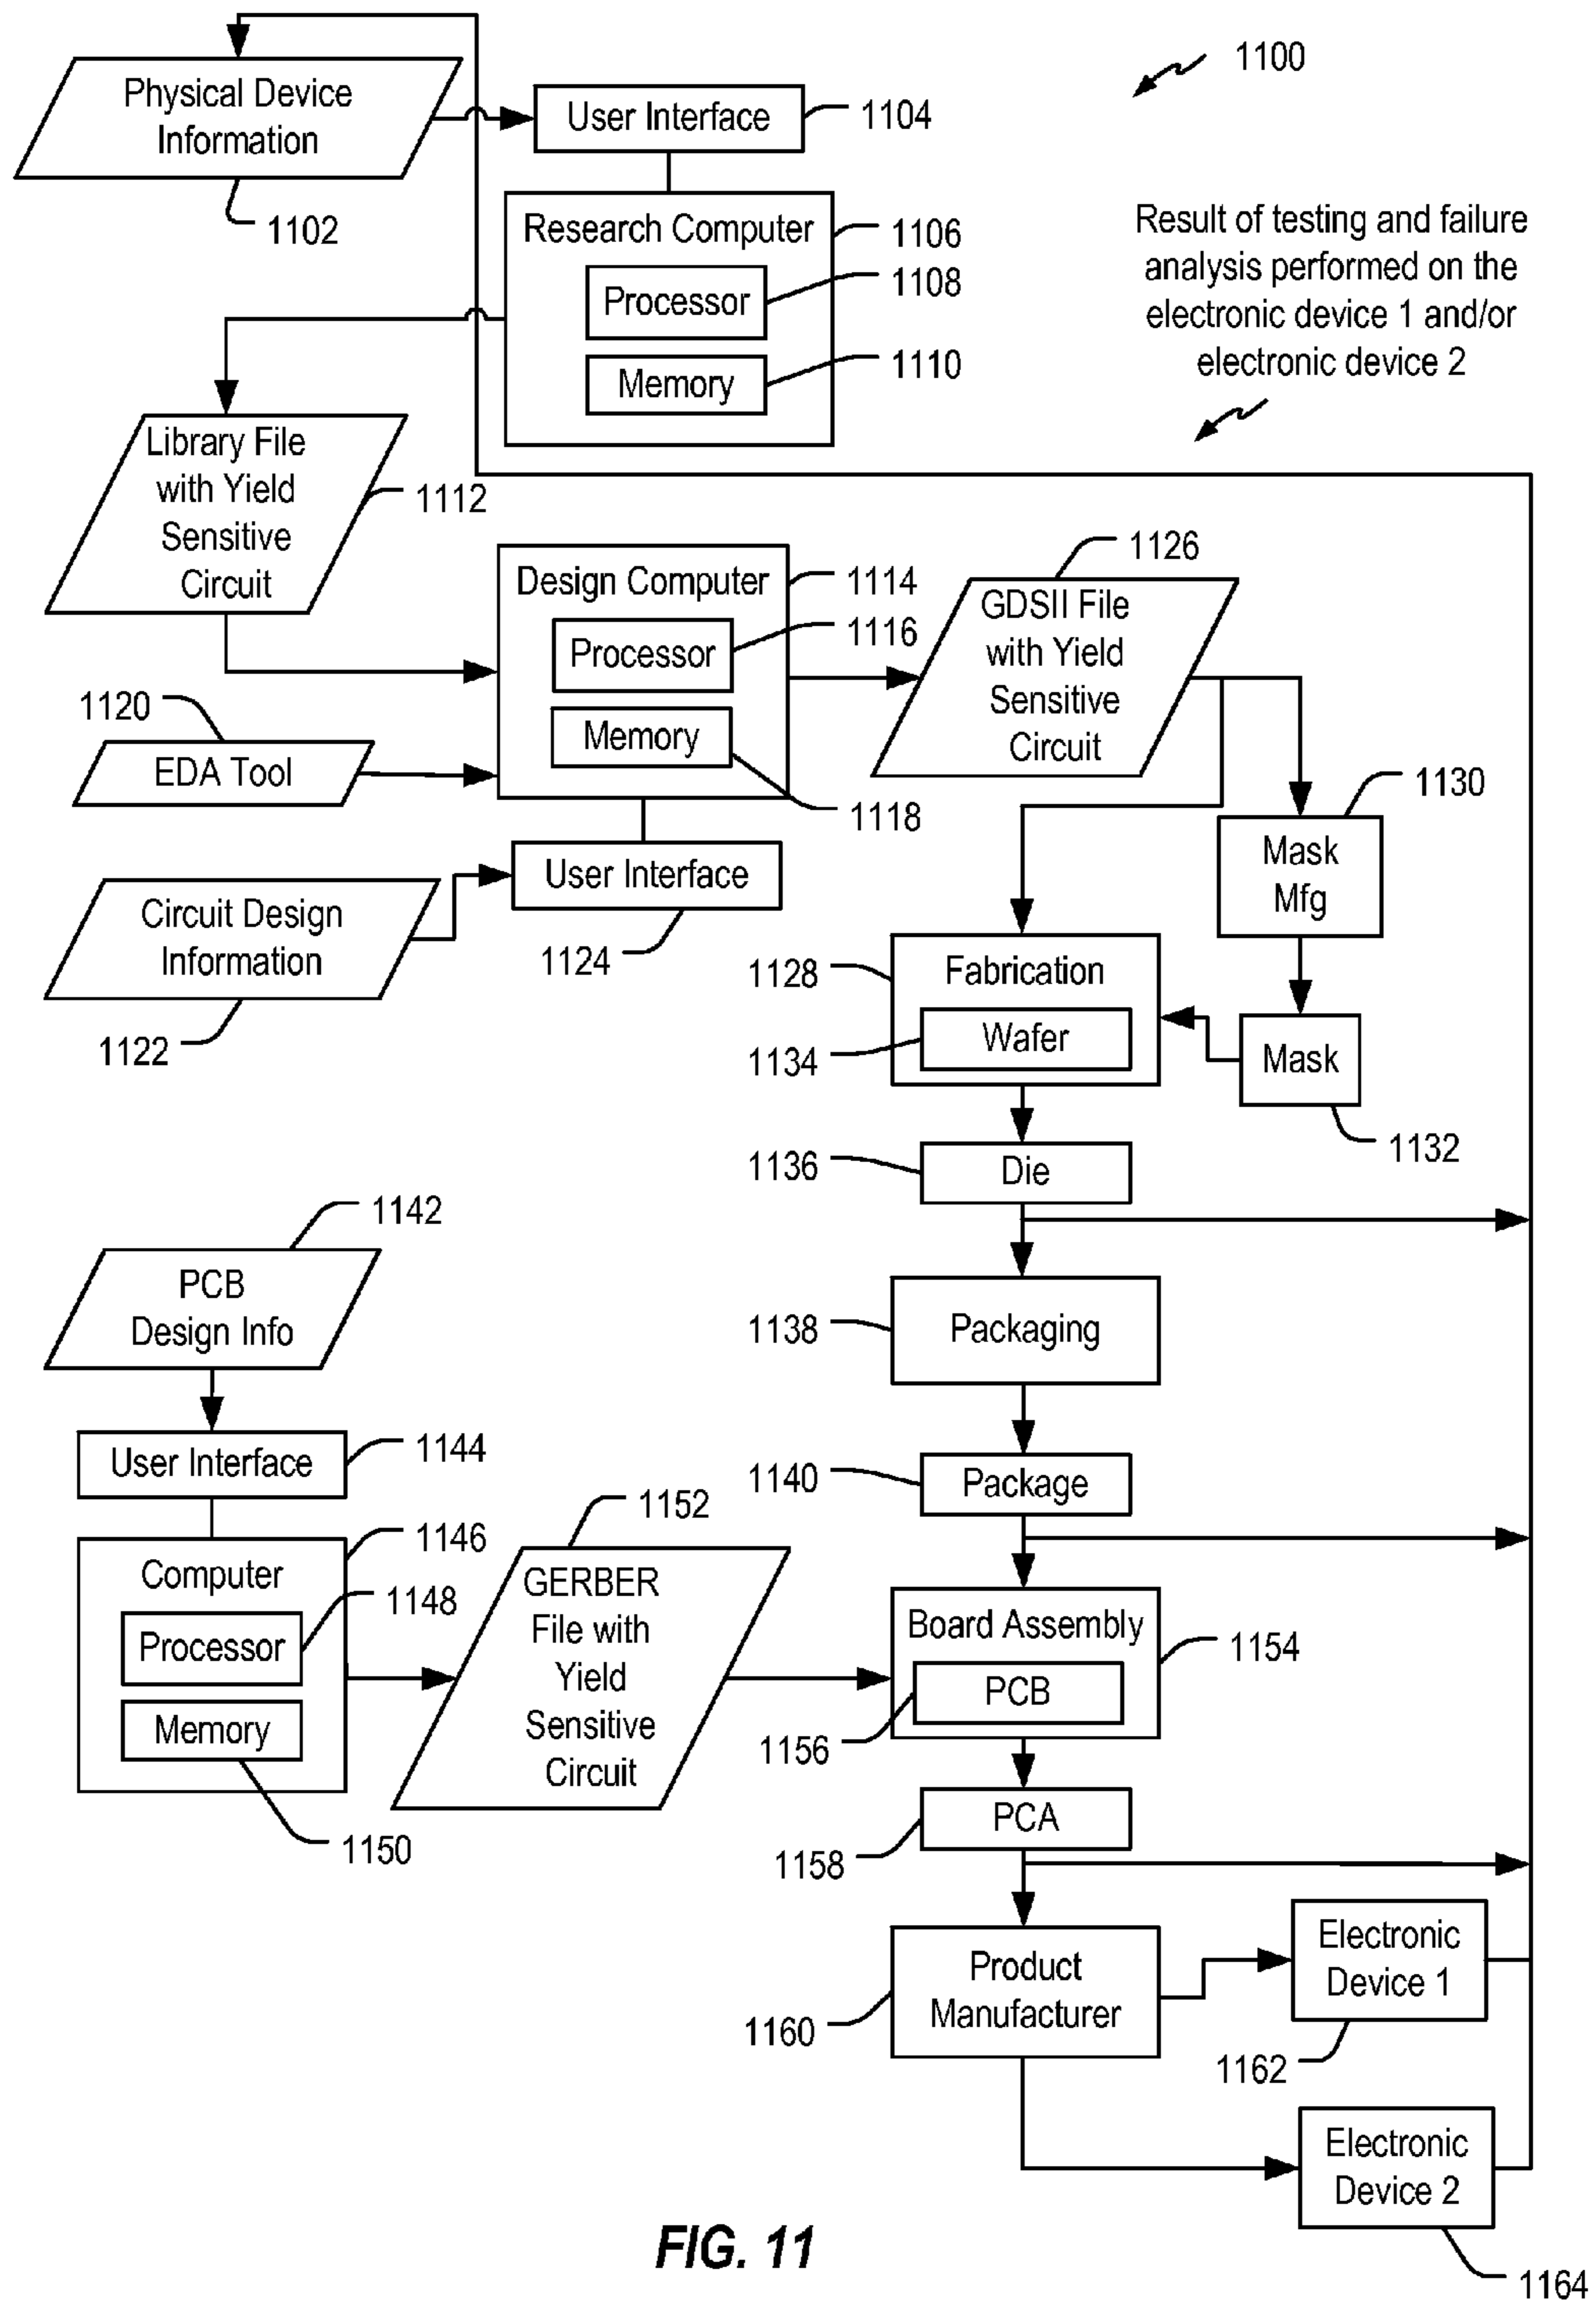 1100
Physical Device
Information
1102
User Interface
1104
Research Computer
1106
Processor
1108
Memory
1110
Result of testing and failure
analysis performed on the
electronic device 1 and/or
electronic device 2
Library File
with Yield
Sensitive
Circuit
1112
Design Computer
1114
Processor
1116
Memory
1118
1120
EDA Tool
User Interface
1124
Circuit Design
Information
1122
1126
GDSII File
with Yield
Sensitive
Circuit
1130
Mask
Mfg
1128
Fabrication
1134
Wafer
Mask
1132
1136
Die
1138
Packaging
1140
Package
1142
PCB
Design Info
User Interface
1144
1146
Computer
1148
Processor
Memory
1150
1152
GERBER
File with
Yield
Sensitive
Circuit
Board Assembly
1154
PCB
1156
PCA
1158
Product
Manufacturer
1160
Electronic
Device 1
1162
Electronic
Device 2
1164
FIG. 11